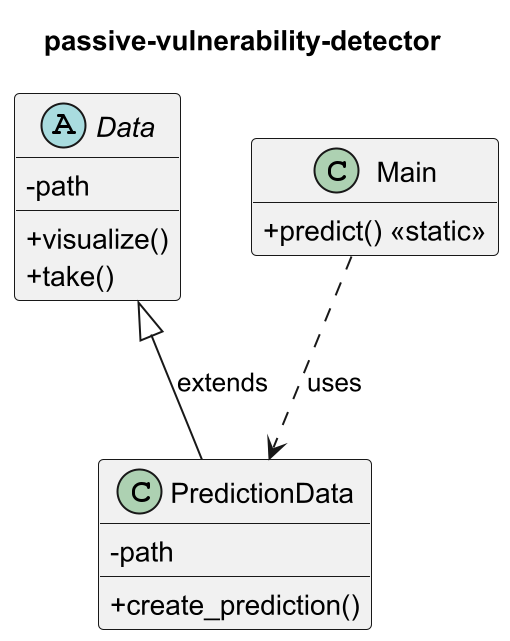 passive-vulnerability-detector
A Data
-path
+visualize()
+take()
C Main
+predict() «static»
extends
uses
C PredictionData
-path
+create_prediction()